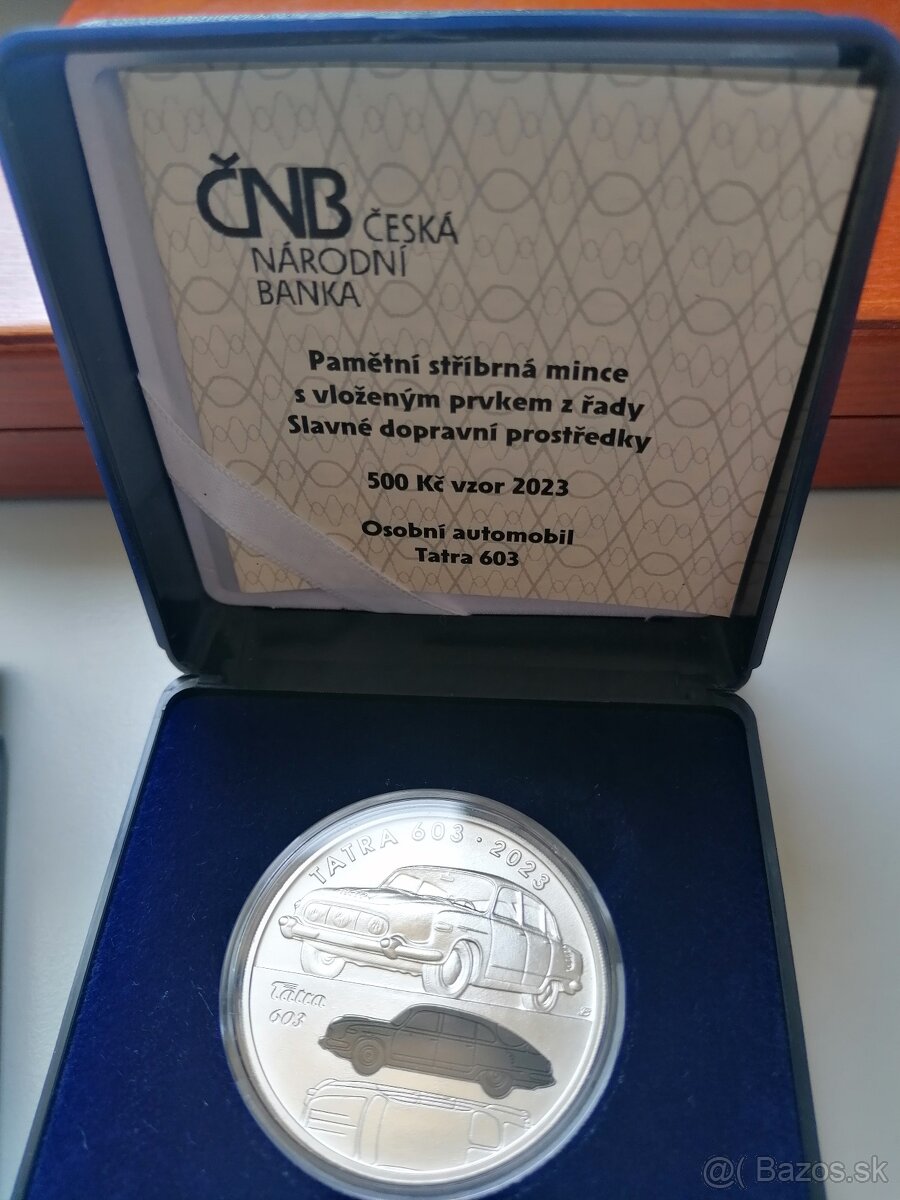 ČNB ČESKÁ
NÁRODNÍ
BANKA
Pamětní stříbrná mince
s vloženým prvkem z řady
Slavné dopravní prostředky
500 Kč vzor 2023
Osobní automobil
Tatra 603
TATRA 603 · 2023
Tatra
603
@( Bazos.sk